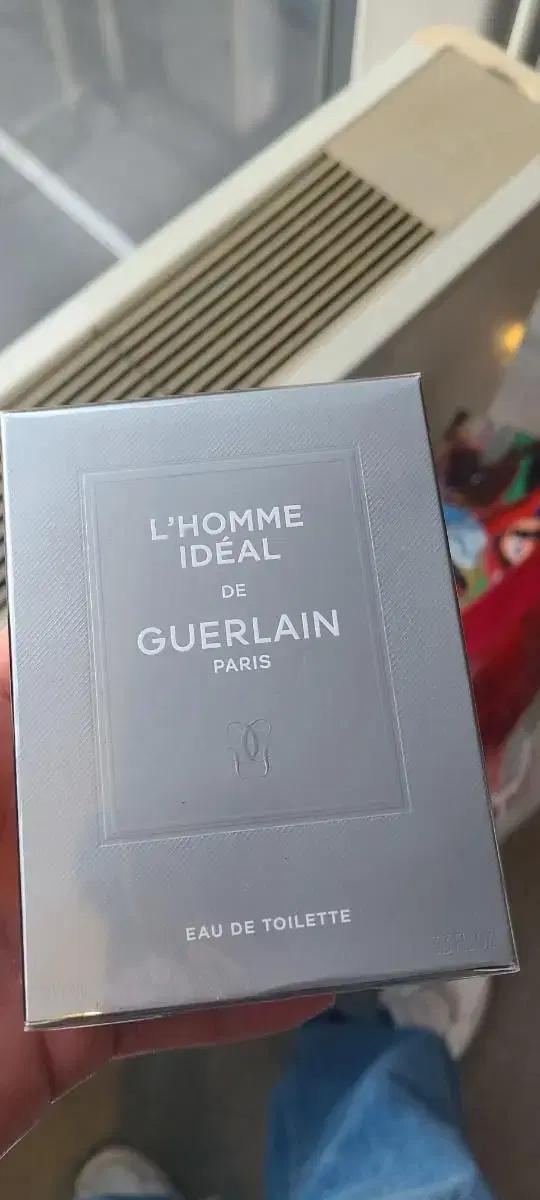 L'HOMME
IDÉAL
DE
GUERLAIN
PARIS
EAU DE TOILETTE